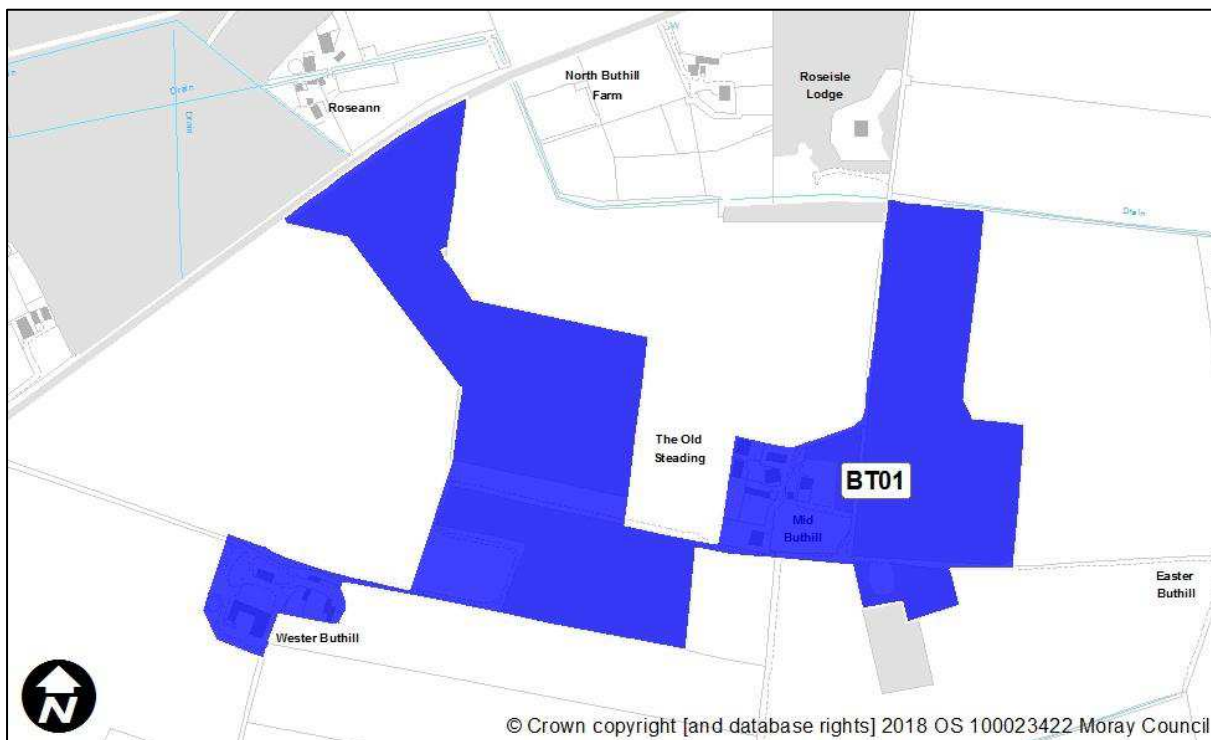 North Buthill
Farm
Roseisle
Lodge
Roseann
Drain
Drain
Drain
The Old
Steading
BT01
Mid
Buthill
Easter
Buthill
Wester Buthill
N
© Crown copyright [and database rights] 2018 OS 100023422 Moray Council